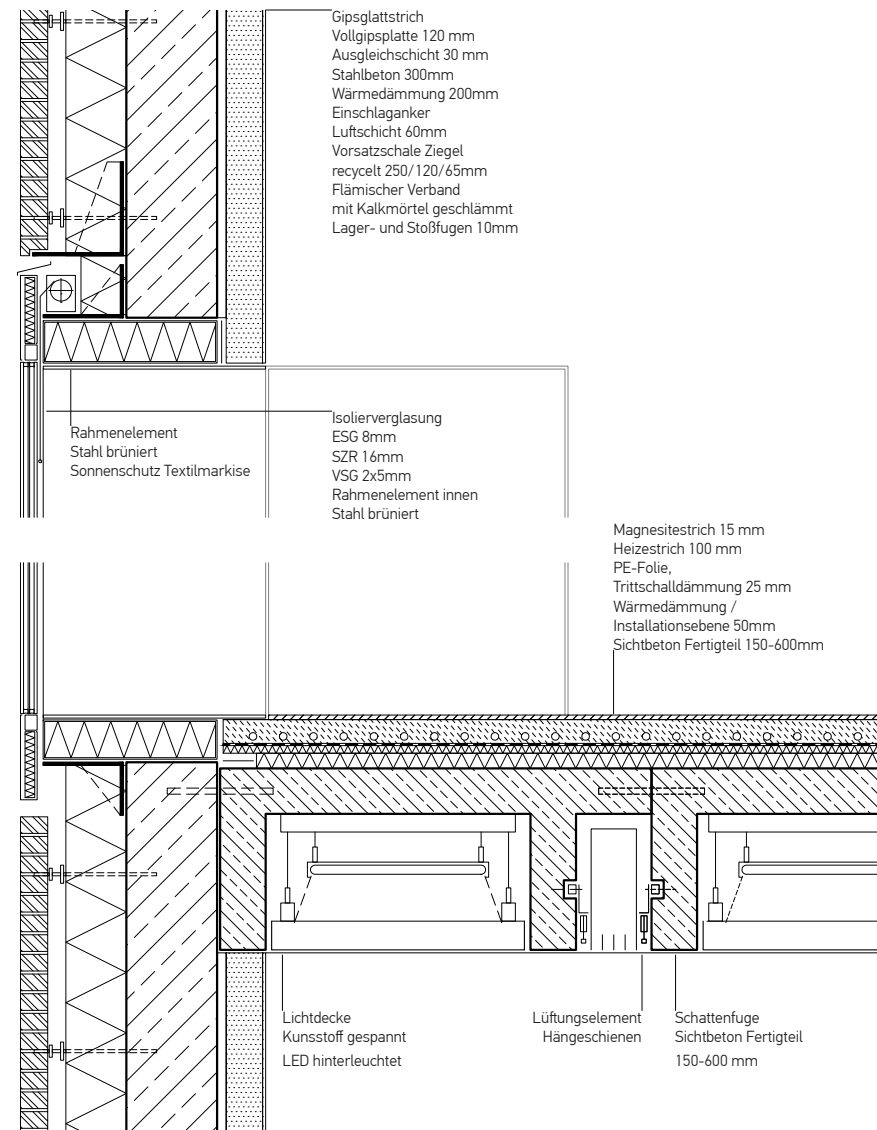 Gipsglattstrich
Vollgipsplatte 120 mm
Ausgleichschicht 30 mm
Stahlbeton 300mm
Wärmedämmung 200mm
Einschlaganker
Luftschicht 60mm
Vorsatzschale Ziegel
recycelt 250/120/65mm
Flämischer Verband
mit Kalkmörtel geschlämmt
Lager- und Stoßfugen 10mm
Rahmenelement
Stahl brüniert
Sonnenschutz Textilmarkise
Isolierverglasung
ESG 8mm
SZR 16mm
VSG 2x5mm
Rahmenelement innen
Stahl brüniert
Magnesitestrich 15 mm
Heizestrich 100 mm
PE-Folie,
Trittschalldämmung 25 mm
Wärmedämmung /
Installationsebene 50mm
Sichtbeton Fertigteil 150-600mm
Lichtdecke
Kunsstoff gespannt
LED hinterleuchtet
Lüftungselement
Hängeschienen
Schattenfuge
Sichtbeton Fertigteil
150-600 mm